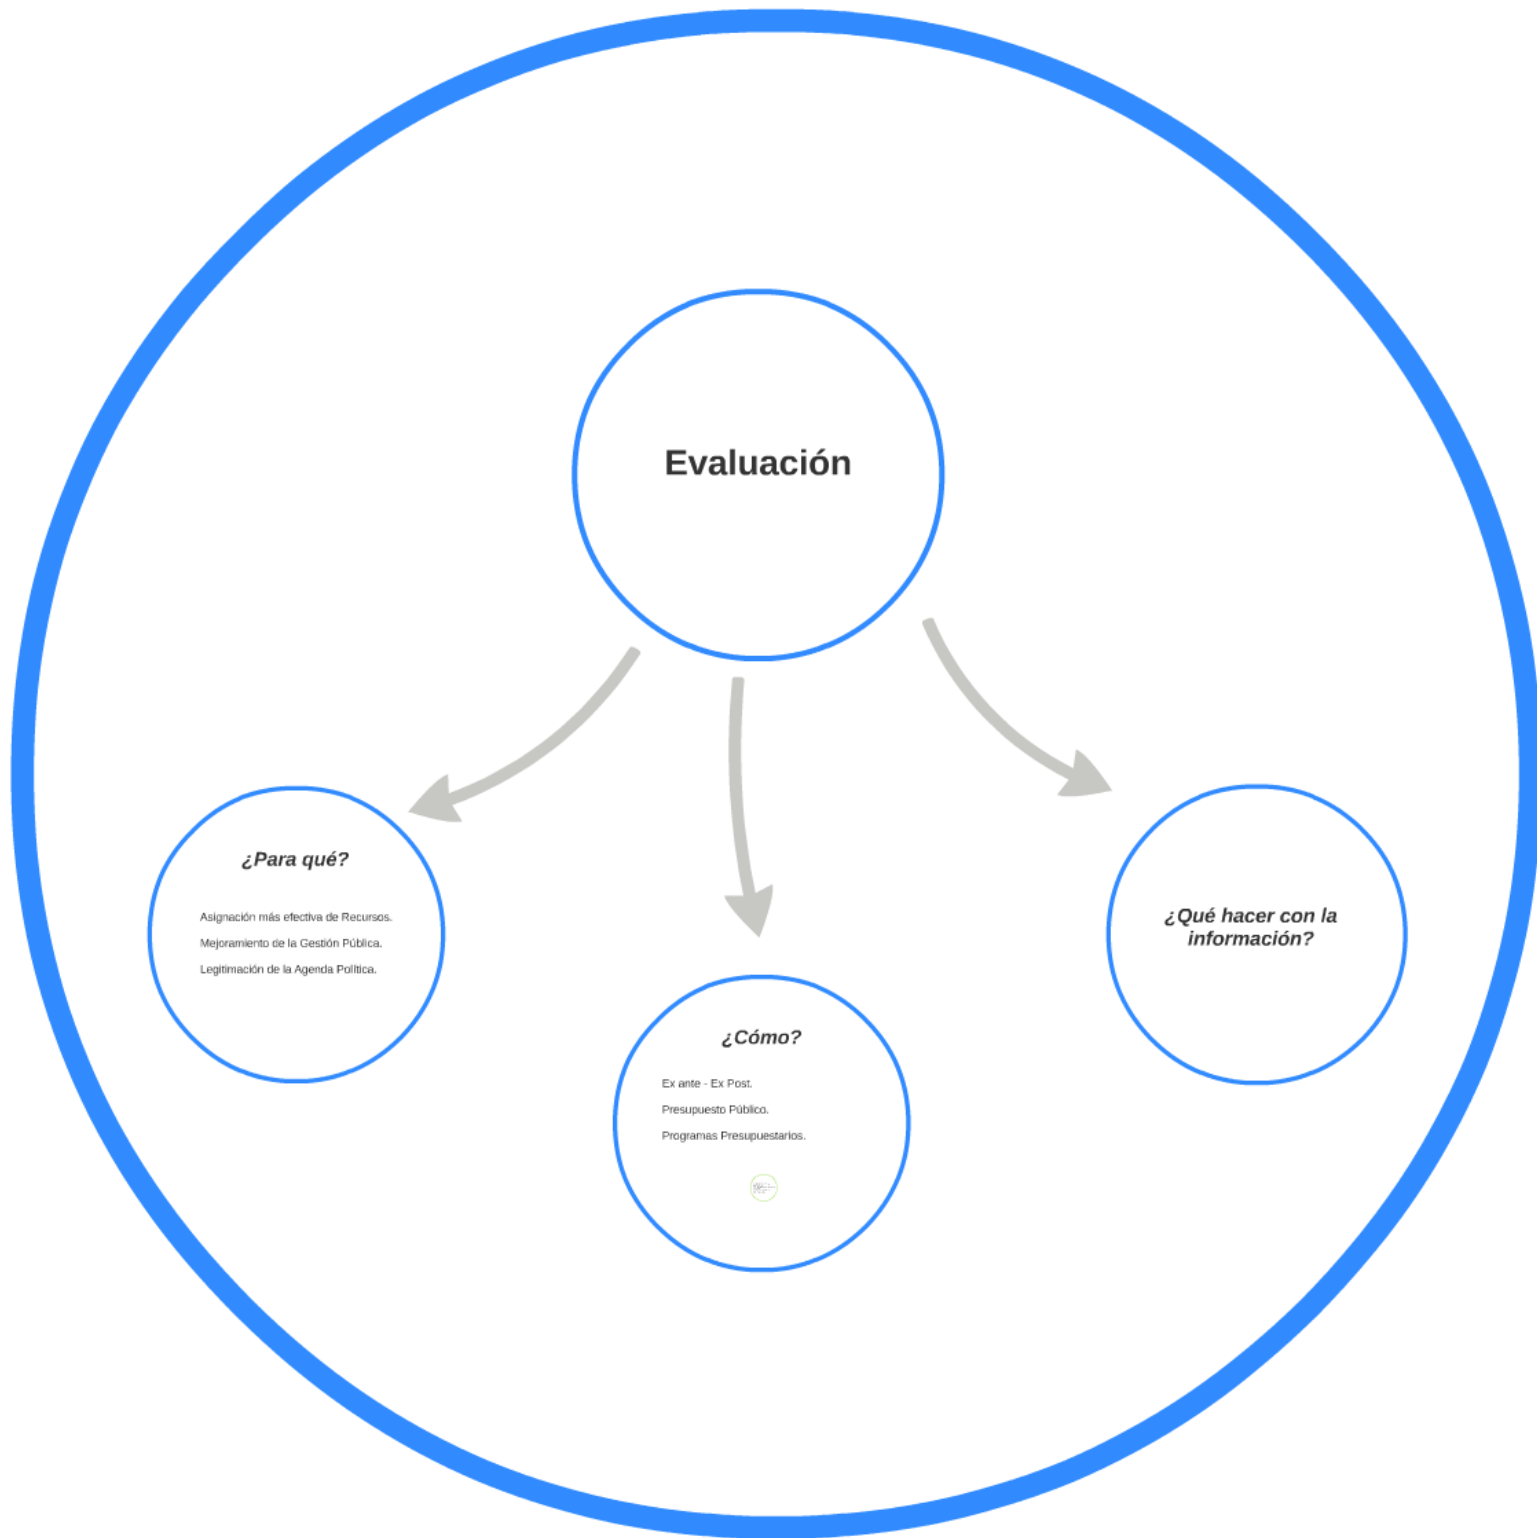 Evaluación
¿Para qué?
Asignación más efectiva de Recursos.
Mejoramiento de la Gestión Pública.
Legitimación de la Agenda Política.
¿Cómo?
Ex ante - Ex Post.
Presupuesto Público.
Programas Presupuestarios.
¿Qué hacer con la
información?